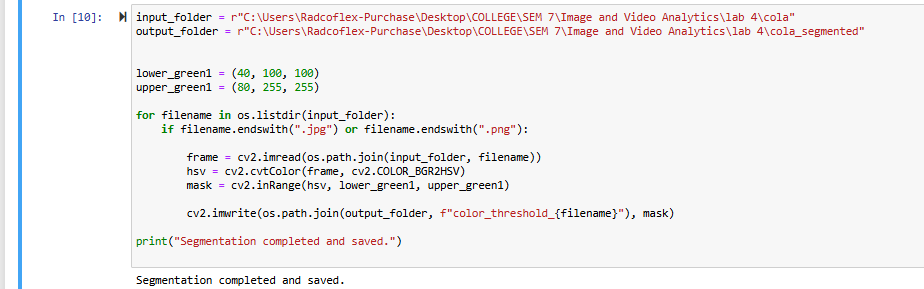 In [10]:
input_folder = r"C:\Users\Radcoflex-Purchase\Desktop\COLLEGE\SEM 7\Image and Video Analytics\lab 4\cola"
output_folder = r"C:\Users\Radcoflex-Purchase\Desktop\COLLEGE\SEM 7\Image and Video Analytics\lab 4\cola_segmented"
lower_green1 = (40, 100, 100)
upper_green1 = (80, 255, 255)
for filename in os.listdir(input_folder):
    if filename.endswith(".jpg") or filename.endswith(".png"):
        frame = cv2.imread(os.path.join(input_folder, filename))
        hsv = cv2.cvtColor(frame, cv2.COLOR_BGR2HSV)
        mask = cv2.inRange(hsv, lower_green1, upper_green1)
        cv2.imwrite(os.path.join(output_folder, f"color_threshold_{filename}"), mask)
print("Segmentation completed and saved.")
Segmentation completed and saved.